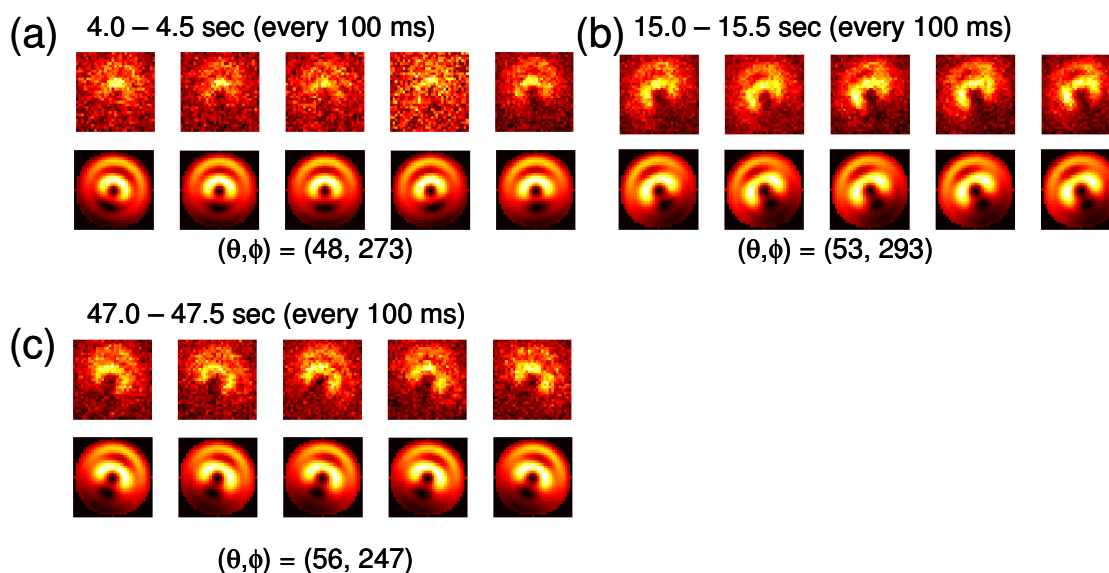 (a) 4.0 – 4.5 sec (every 100 ms)
(θ,ϕ) = (48, 273)
(b) 15.0 – 15.5 sec (every 100 ms)
(θ,ϕ) = (53, 293)
(c) 47.0 – 47.5 sec (every 100 ms)
(θ,ϕ) = (56, 247)